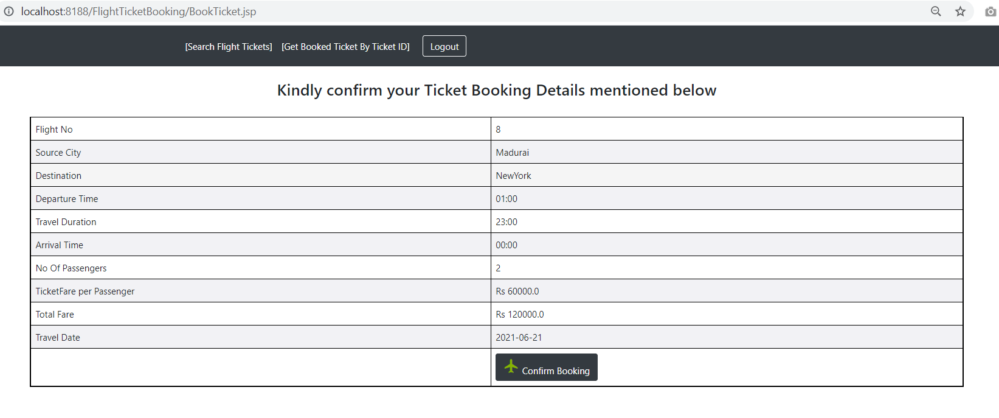 localhost:8188/FlightTicketBooking/BookTicket.jsp
[Search Flight Tickets] [Get Booked Ticket By Ticket ID] Logout
Kindly confirm your Ticket Booking Details mentioned below
Flight No 8
Source City Madurai
Destination NewYork
Departure Time 01:00
Travel Duration 23:00
Arrival Time 00:00
No Of Passengers 2
TicketFare per Passenger Rs 60000.0
Total Fare Rs 120000.0
Travel Date 2021-06-21
Confirm Booking